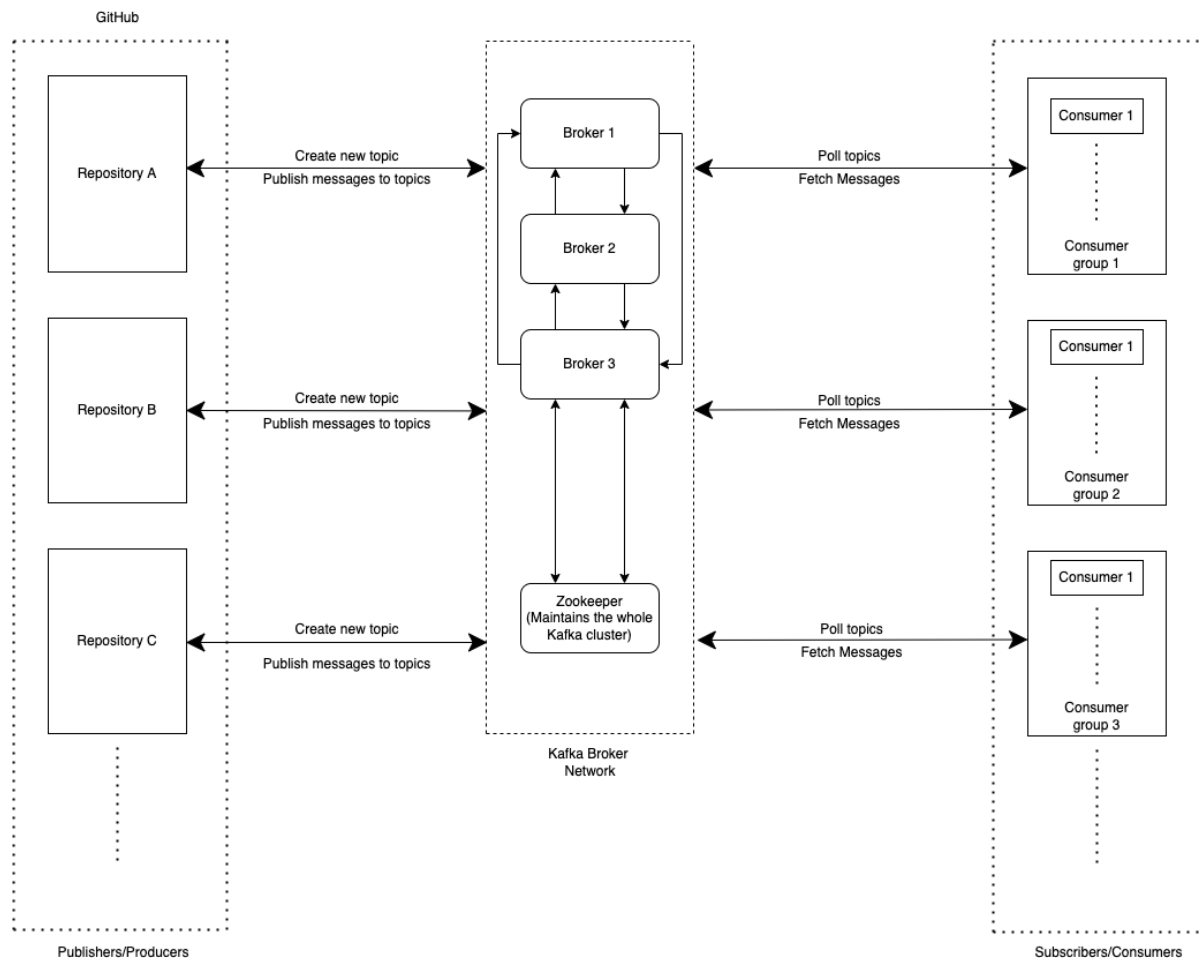 GitHub
Repository A
Create new topic
Publish messages to topics
Broker 1
Broker 2
Broker 3
Poll topics
Fetch Messages
Consumer 1
Consumer
group 1
Repository B
Create new topic
Publish messages to topics
Poll topics
Fetch Messages
Consumer 1
Consumer
group 2
Repository C
Create new topic
Publish messages to topics
Zookeeper
(Maintains the whole
Kafka cluster)
Poll topics
Fetch Messages
Consumer 1
Consumer
group 3
Kafka Broker
Network
Publishers/Producers
Subscribers/Consumers